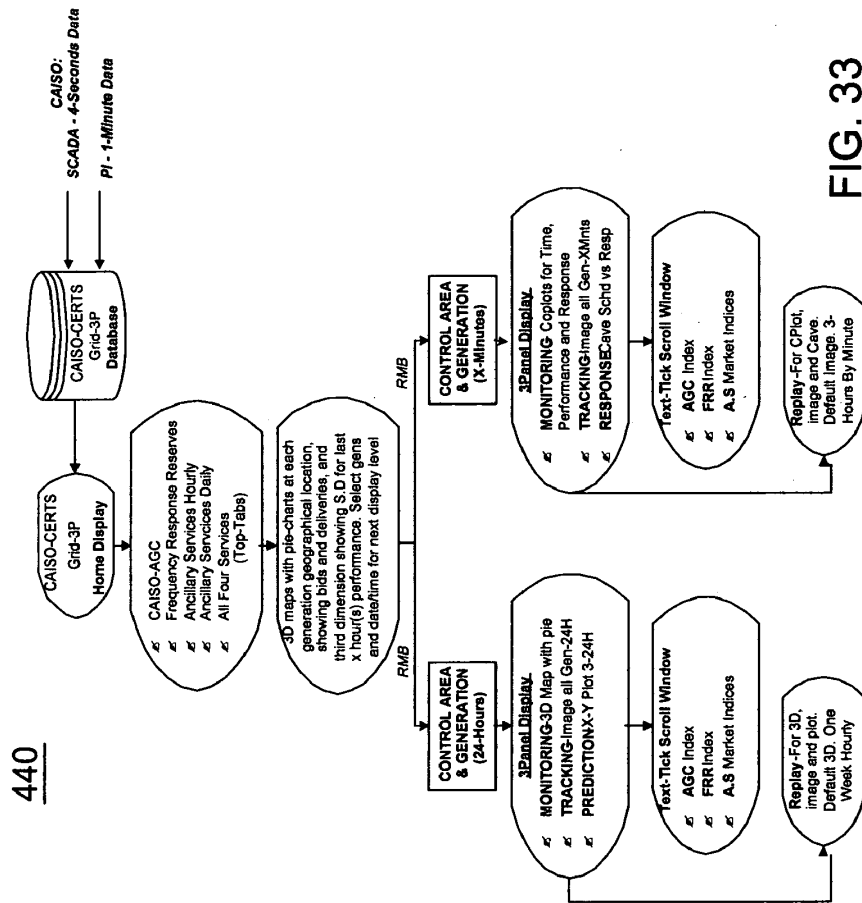 440
CAISO:
SCADA - 4-Seconds Data
PI - 1-Minute Data
CAISO-CERTS
Grid-3P
Database
CAISO-CERTS
Grid-3P
Home Display
CAISO-AGC
Frequency Response Reserves
Ancillary Services Hourly
Ancillary Servcices Daily
All Four Services
(Top-Tabs)
3D maps with pie-charts at each
generation geographical location,
showing bids and deliveries, and
third dimension showing S.D for last
x hour(s) performance. Select gens
and date/time for next display level
RMB
RMB
CONTROL AREA
& GENERATION
(24-Hours)
3Panel Display
MONITORING-3D Map with pie
TRACKING-Image all Gen-24H
PREDICTIONX-Y Plot 3-24H
Text-Tick Scroll Window
AGC Index
FRR Index
A.S Market Indices
Replay-For 3D,
image and plot.
Default 3D. One
Week Hourly
CONTROL AREA
& GENERATION
(X-Minutes)
3Panel Display
MONITORING- Coplots for Time,
Performance and Response
TRACKING-Image all Gen-XMnts
RESPONSECave Schd vs Resp
Text-Tick Scroll Window
AGC Index
FRR Index
A.S Market Indices
Replay-For CPlot,
image and Cave.
Default Image. 3-
Hours By Minute
FIG. 33